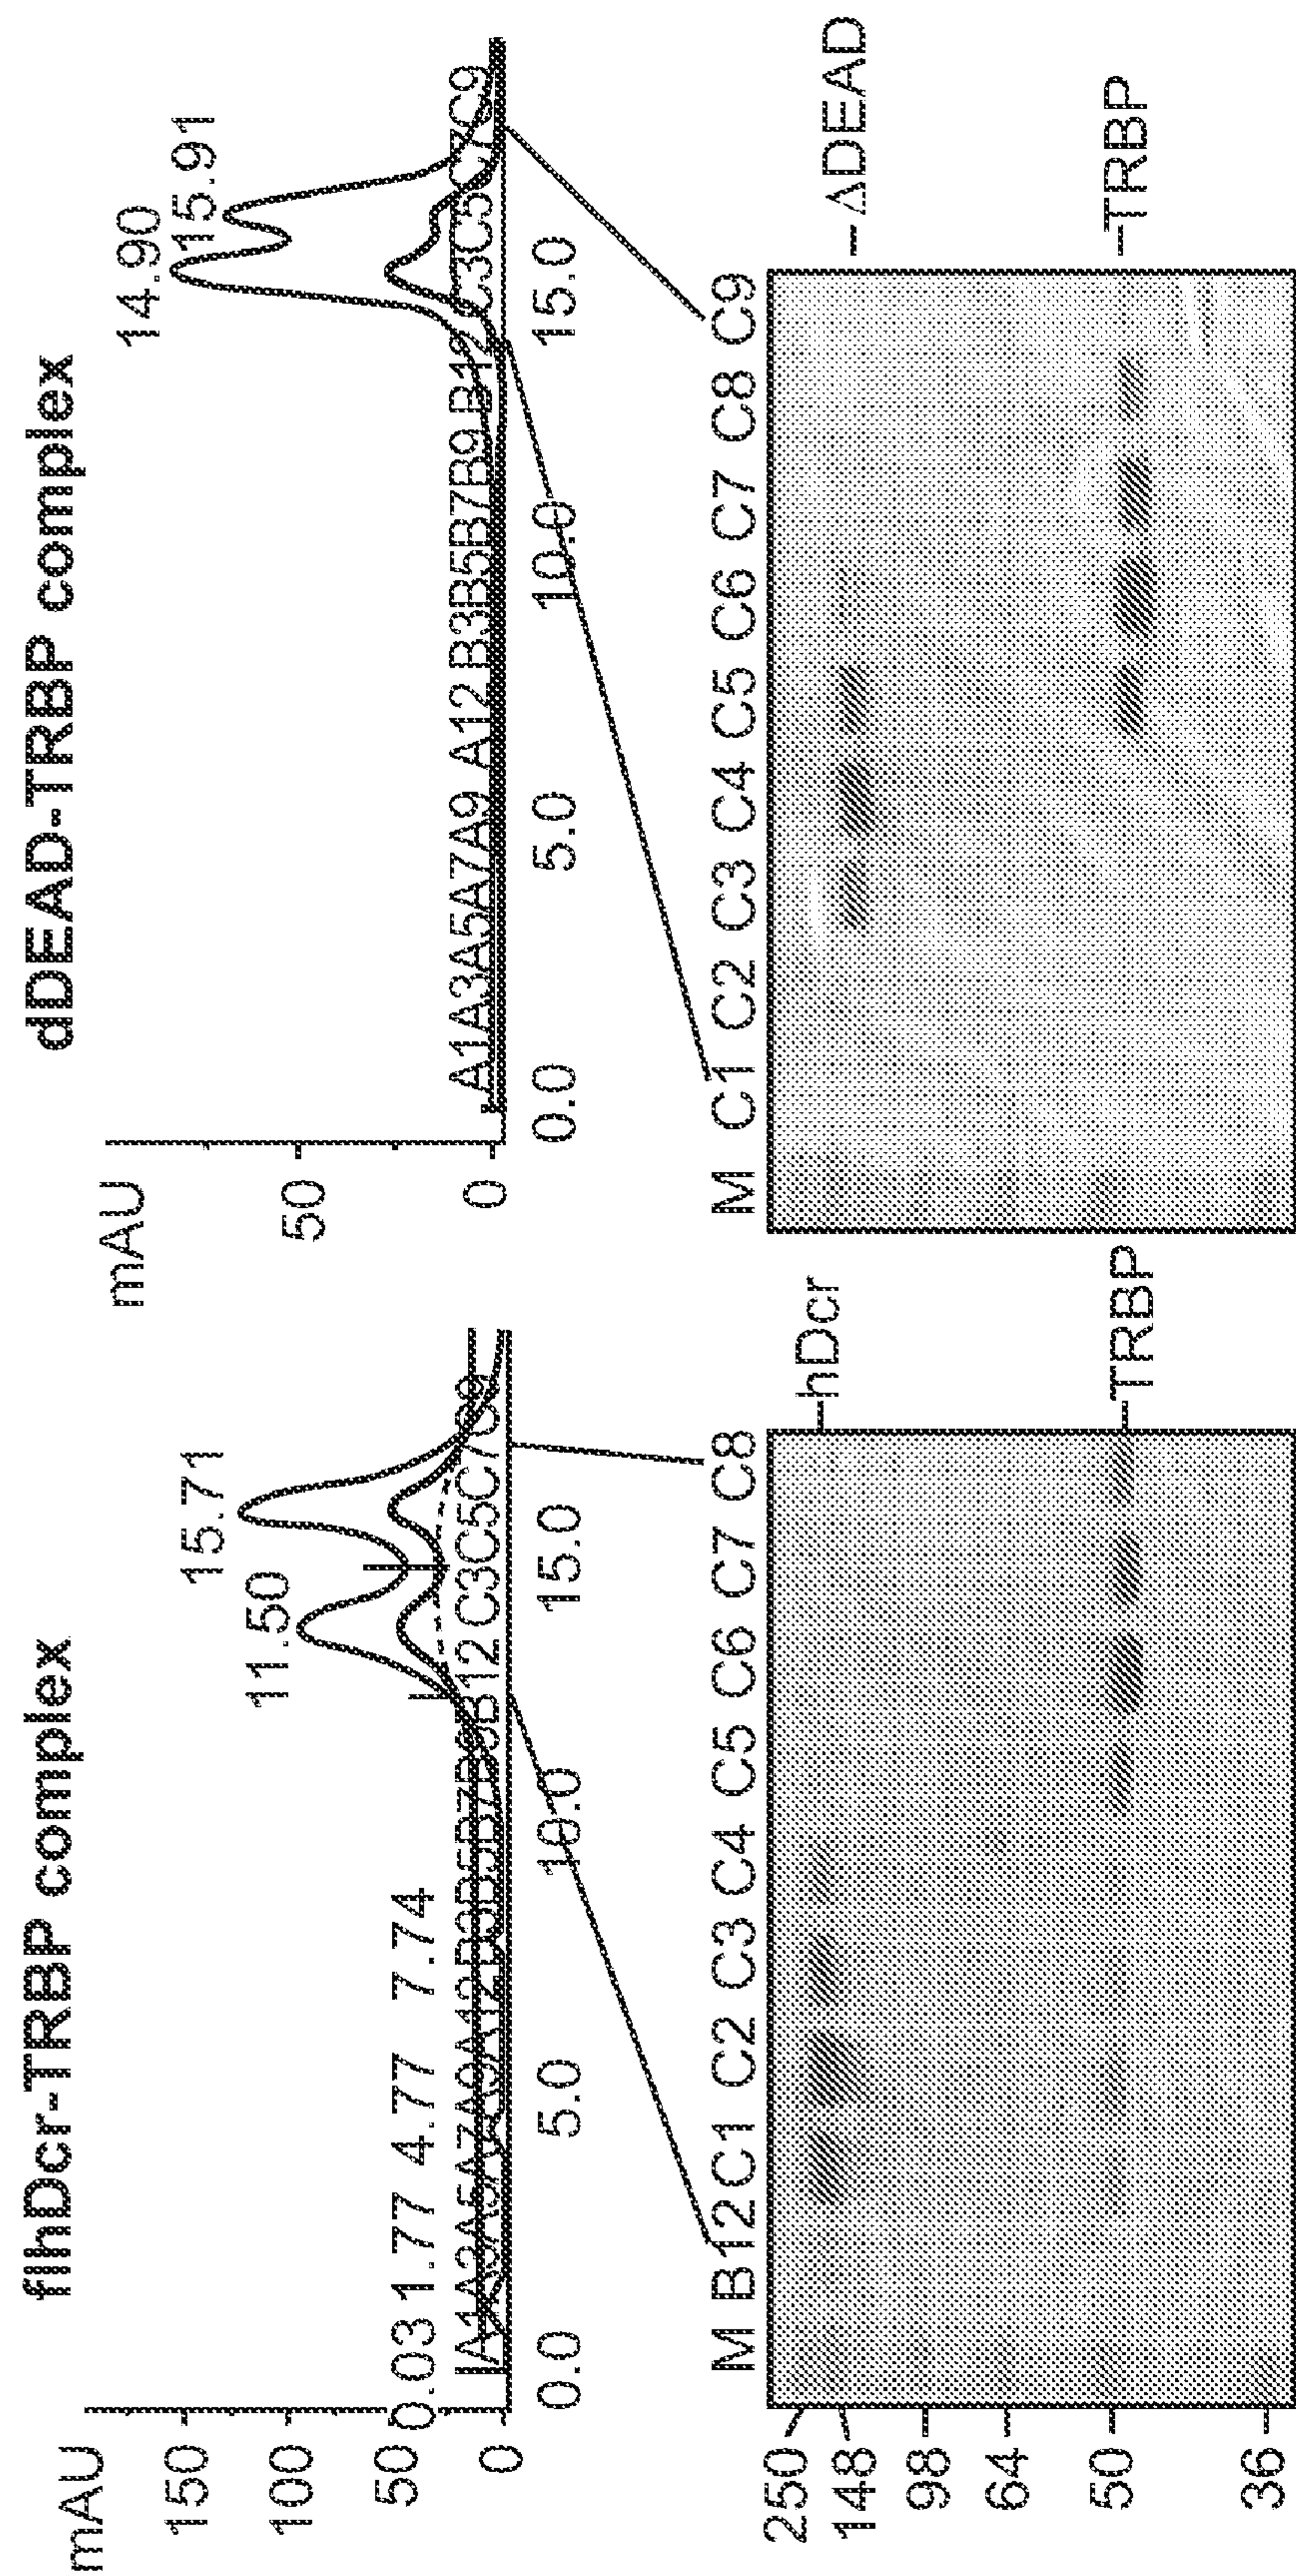 flhDcr-TRBP complex
mAU
150
100
50
0
0.03 1.77 4.77 7.74
11.50
15.71
0.0 5.0 10.0 15.0
M B12 C1 C2 C3 C4 C5 C6 C7 C8
250
148
98
64
50
36
hDcr
TRBP
dDEAD-TRBP complex
mAU
50
0
14.90
15.91
A1A3A5A7A9 A12 B3B5B7B9 B12 C3C5C7C9
0.0 5.0 10.0 15.0
M C1 C2 C3 C4 C5 C6 C7 C8 C9
ΔDEAD
TRBP